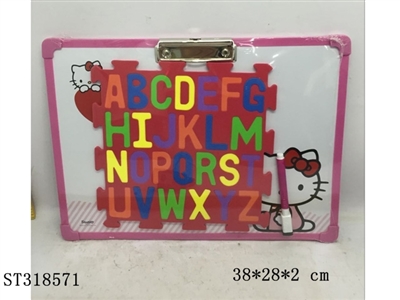 ABCDEFG
HIJKLM
NOPQRST
UVWXYZ
ST318571
38*28*2 cm